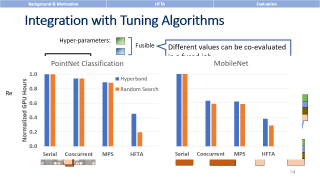 Background & Motivation HFTA Evaluation
Integration with Tuning Algorithms
Hyper-parameters:
Fusible
Different values can be co-evaluated
Re
PointNet Classification
MobileNet
Normalized GPU Hours
1.0
0.8
0.6
0.4
0.2
0.0
Hyperband
Random Search
Serial Concurrent MPS HFTA
Serial Concurrent MPS HFTA
14